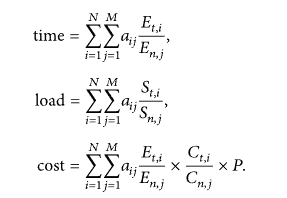 time = \sum_{i=1}^{N} \sum_{j=1}^{M} a_{ij} \frac{E_{t,i}}{E_{n,j}},
load = \sum_{i=1}^{N} \sum_{j=1}^{M} a_{ij} \frac{S_{t,i}}{S_{n,j}},
cost = \sum_{i=1}^{N} \sum_{j=1}^{M} a_{ij} \frac{E_{t,i}}{E_{n,j}} \times \frac{C_{t,i}}{C_{n,j}} \times P.